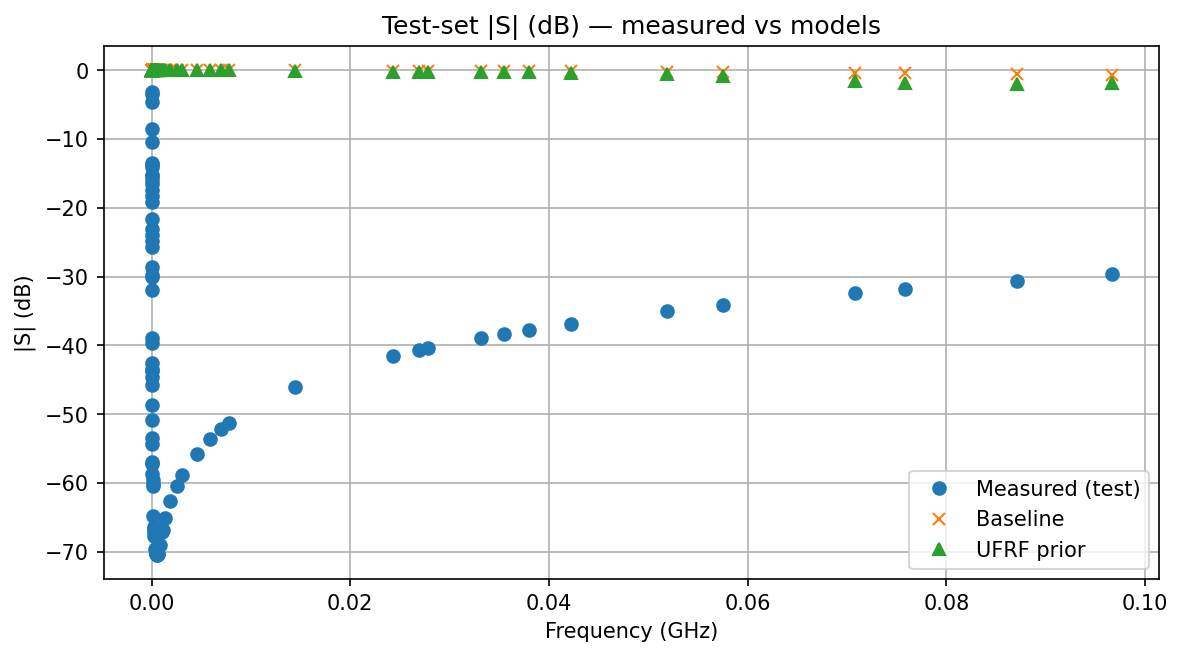 Test-set |S| (dB) — measured vs models
|S| (dB)
0
−10
−20
−30
−40
−50
−60
−70
Measured (test)
Baseline
UFRF prior
0.00 0.02 0.04 0.06 0.08 0.10
Frequency (GHz)